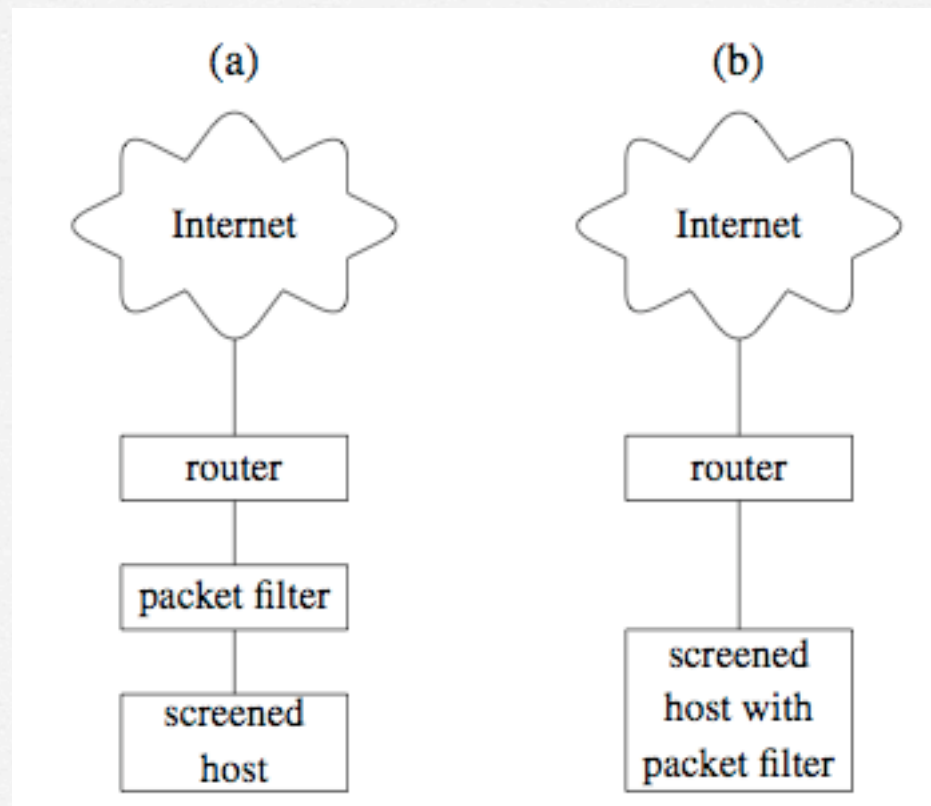 (a)
Internet
router
packet filter
screened
host
(b)
Internet
router
screened
host with
packet filter